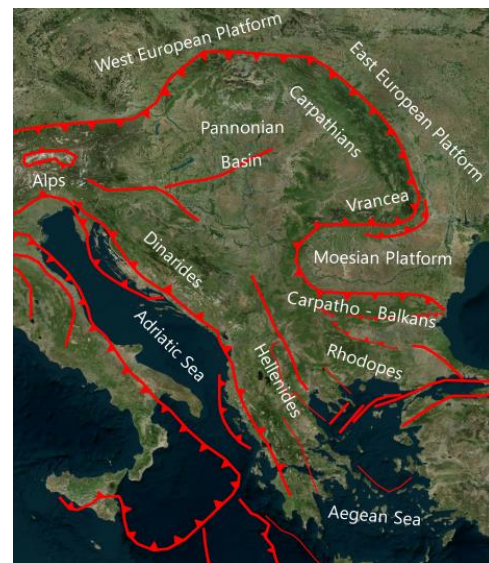 West European Platform
East European Platform
Carpathians
Pannonian
Basin
Alps
Vrancea
Dinarides
Moesian Platform
Carpatho - Balkans
Adriatic Sea
Hellenides
Rhodopes
Aegean Sea